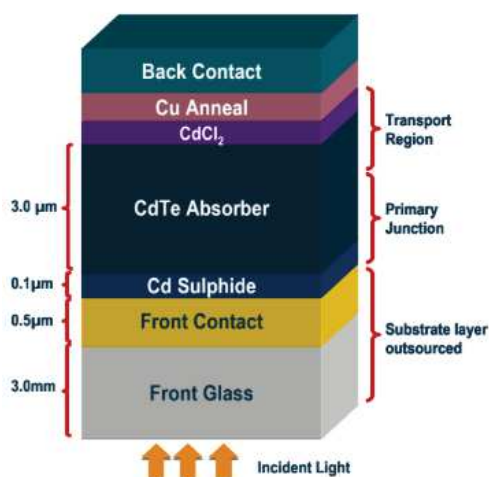 Back Contact
Cu Anneal
CdCl₂
Transport
Region
3.0 µm
CdTe Absorber
Primary
Junction
0.1µm
Cd Sulphide
0.5µm
Front Contact
Substrate layer
outsourced
3.0mm
Front Glass
Incident Light